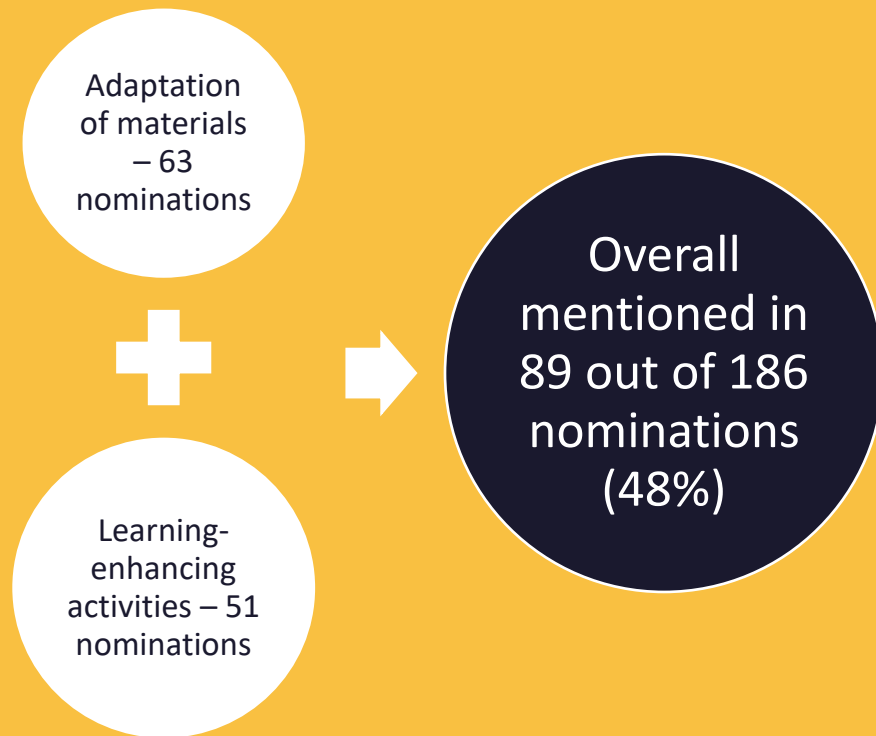 Adaptation
of materials
– 63
nominations
Learning-
enhancing
activities – 51
nominations
Overall
mentioned in
89 out of 186
nominations
(48%)